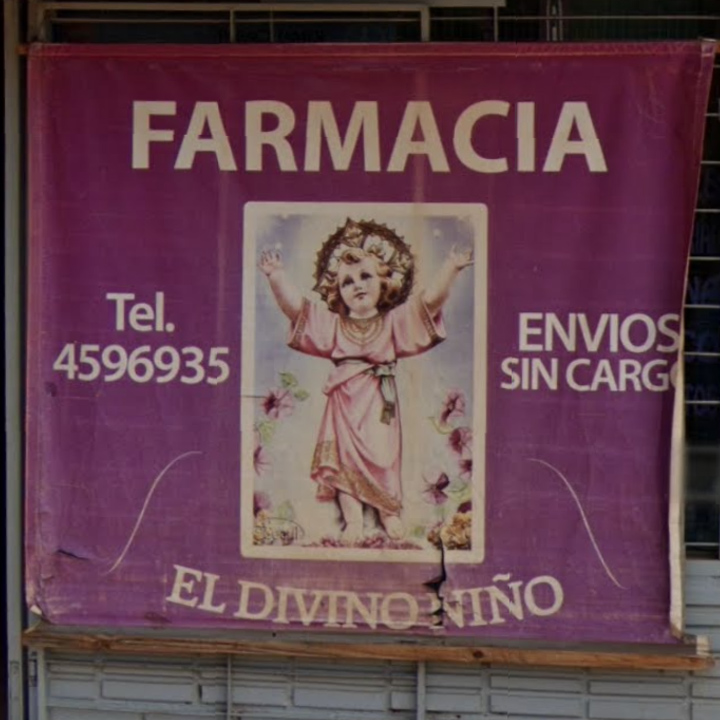 FARMACIA
Tel.
4596935
ENVIOS
SIN CARGO
EL DIVINO NIÑO